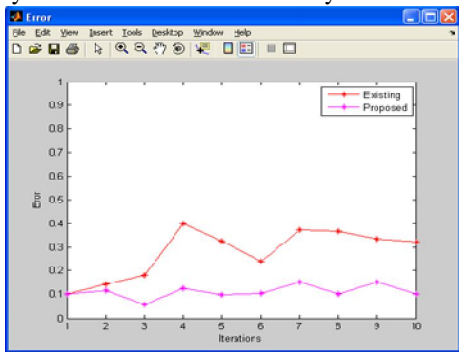 Error
File Edit View Insert Tools Desktop Window Help
Existing
Proposed
1
0.9
0.8
0.7
0.6
0.5
0.4
0.3
0.2
0.1
0
Error
1 2 3 4 5 6 7 8 9 10
Iterations